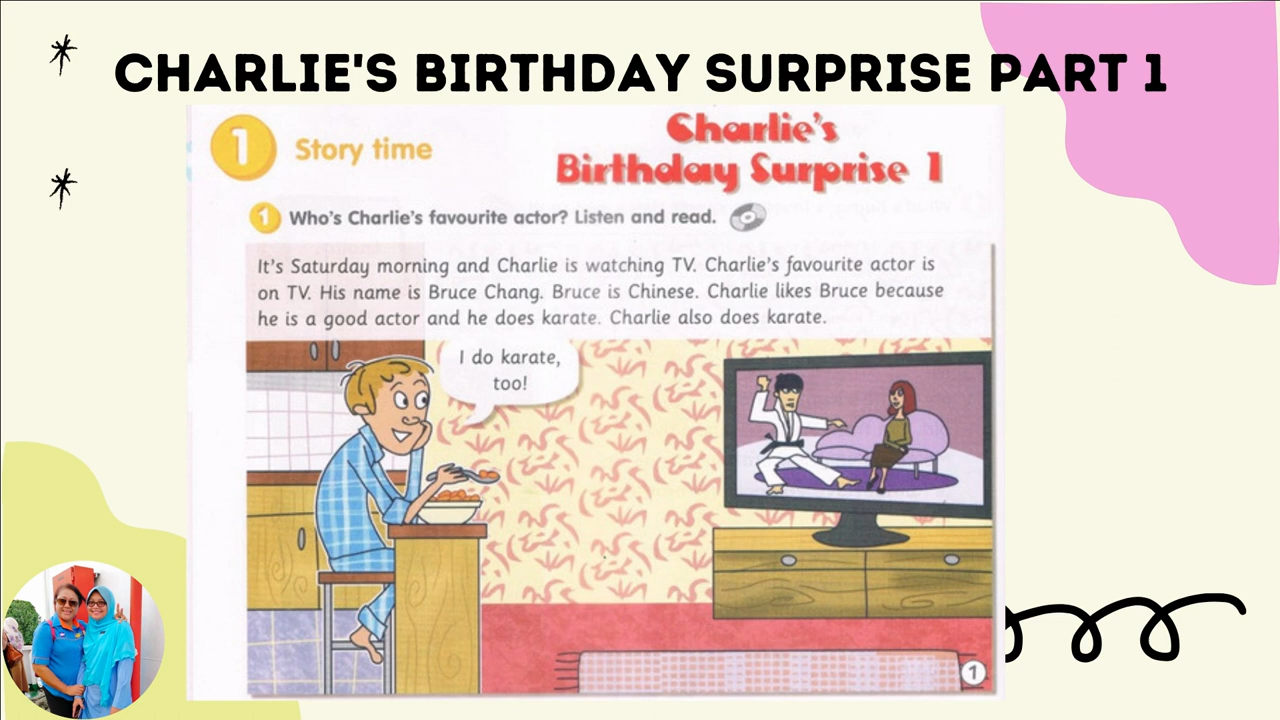 CHARLIE'S BIRTHDAY SURPRISE PART 1
1 Story time
Charlie's
Birthday Surprise 1
1 Who's Charlie's favourite actor? Listen and read.
It's Saturday morning and Charlie is watching TV. Charlie's favourite actor is
on TV. His name is Bruce Chang. Bruce is Chinese. Charlie likes Bruce because
he is a good actor and he does karate. Charlie also does karate.
I do karate,
too!
1